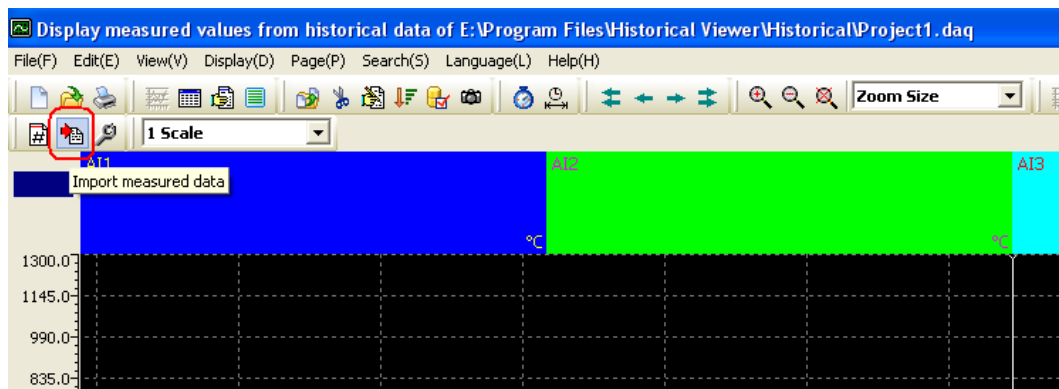 Display measured values from historical data of E:\Program Files\Historical Viewer\Historical\Project1.daq
File(F) Edit(E) View(V) Display(D) Page(P) Search(S) Language(L) Help(H)
Zoom Size
1 Scale
AI1 AI2 AI3
Import measured data
°C °C
1300.0
1145.0
990.0
835.0